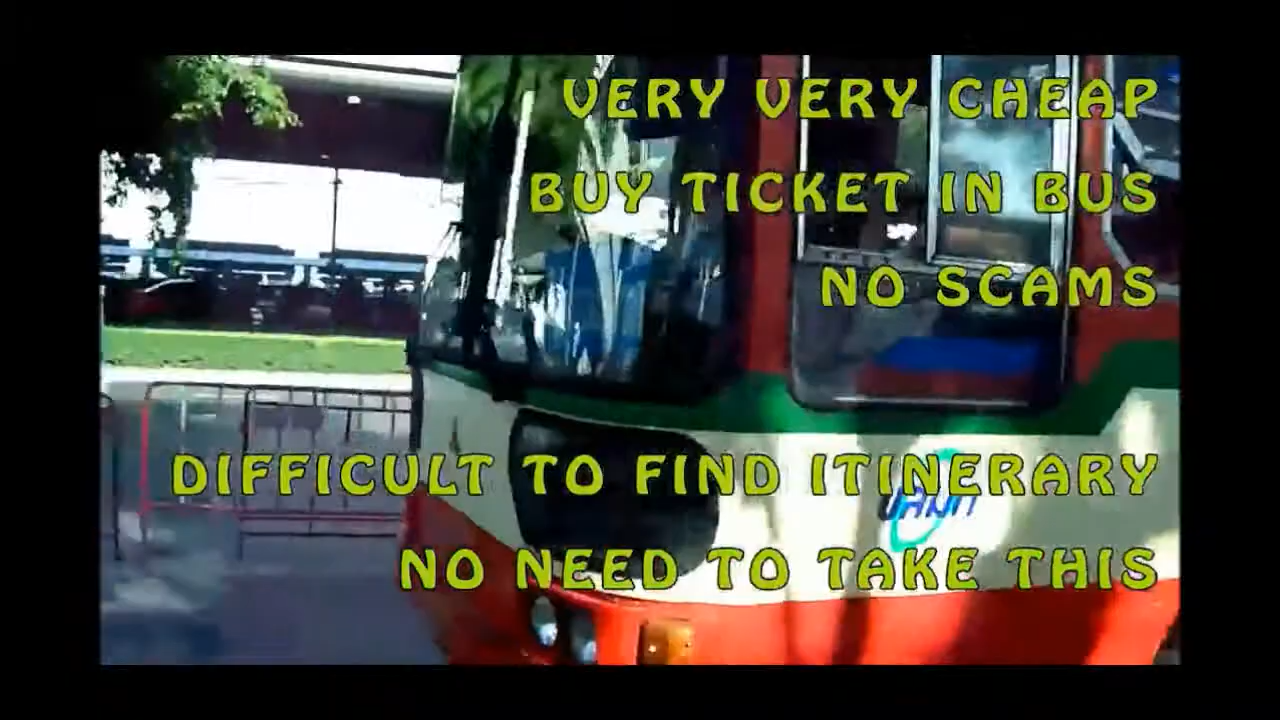 VERY VERY CHEAP
BUY TICKET IN BUS
NO SCAMS
DIFFICULT TO FIND ITINERARY
NO NEED TO TAKE THIS